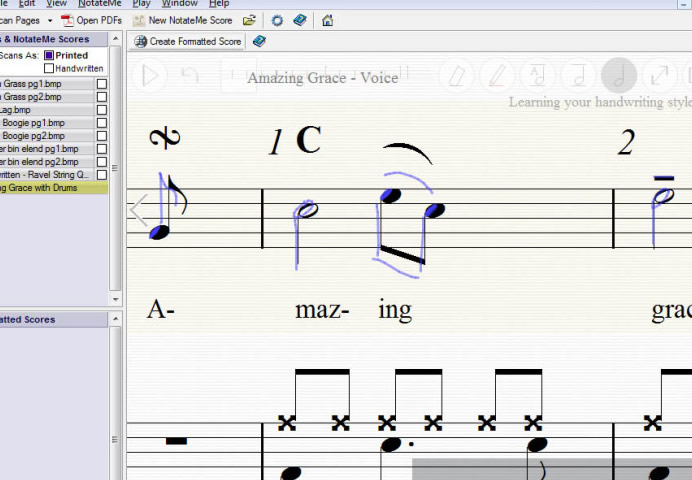 Edit View NotateMe Play Window Help
can Pages Open PDFs New NotateMe Score
s & NotateMe Scores
Create Formatted Score
Scans As: Printed
Handwritten
Amazing Grace - Voice
Learning your handwriting style
Grass pg1.bmp
Grass pg2.bmp
Lag.bmp
Boogie pg1.bmp
Boogie pg2.bmp
er bin elend pg1.bmp
er bin elend pg2.bmp
written - Ravel String Q...
ng Grace with Drums
1 C 2
A- maz- ing grac
atted Scores